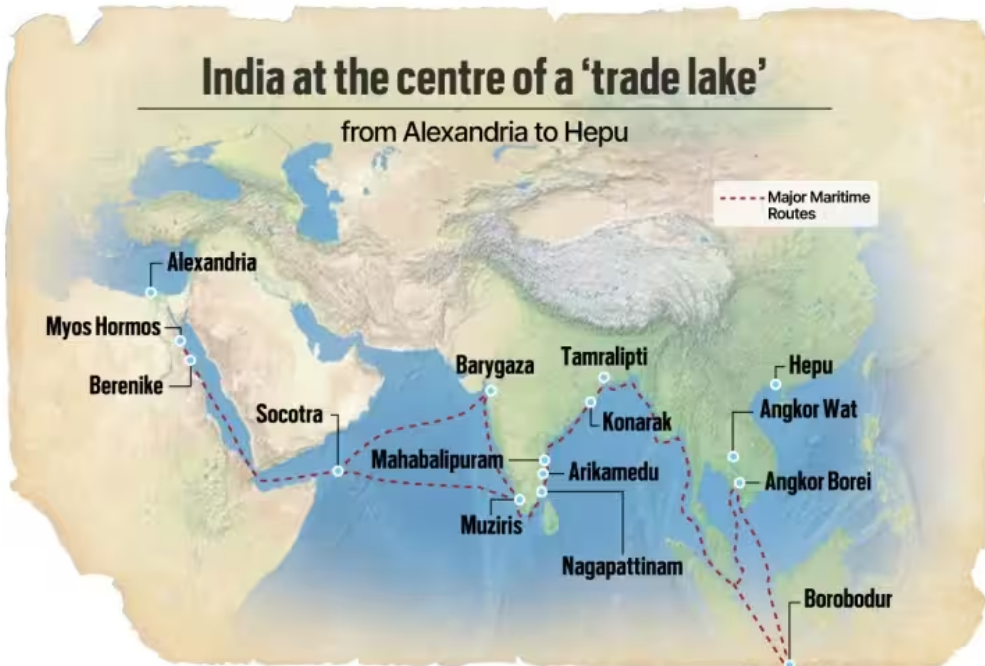 India at the centre of a ‘trade lake’
from Alexandria to Hepu
Major Maritime
Routes
Alexandria
Myos Hormos
Berenike
Socotra
Barygaza
Tamralipti
Hepu
Konarak
Angkor Wat
Mahabalipuram
Arikamedu
Angkor Borei
Muziris
Nagapattinam
Borobodur